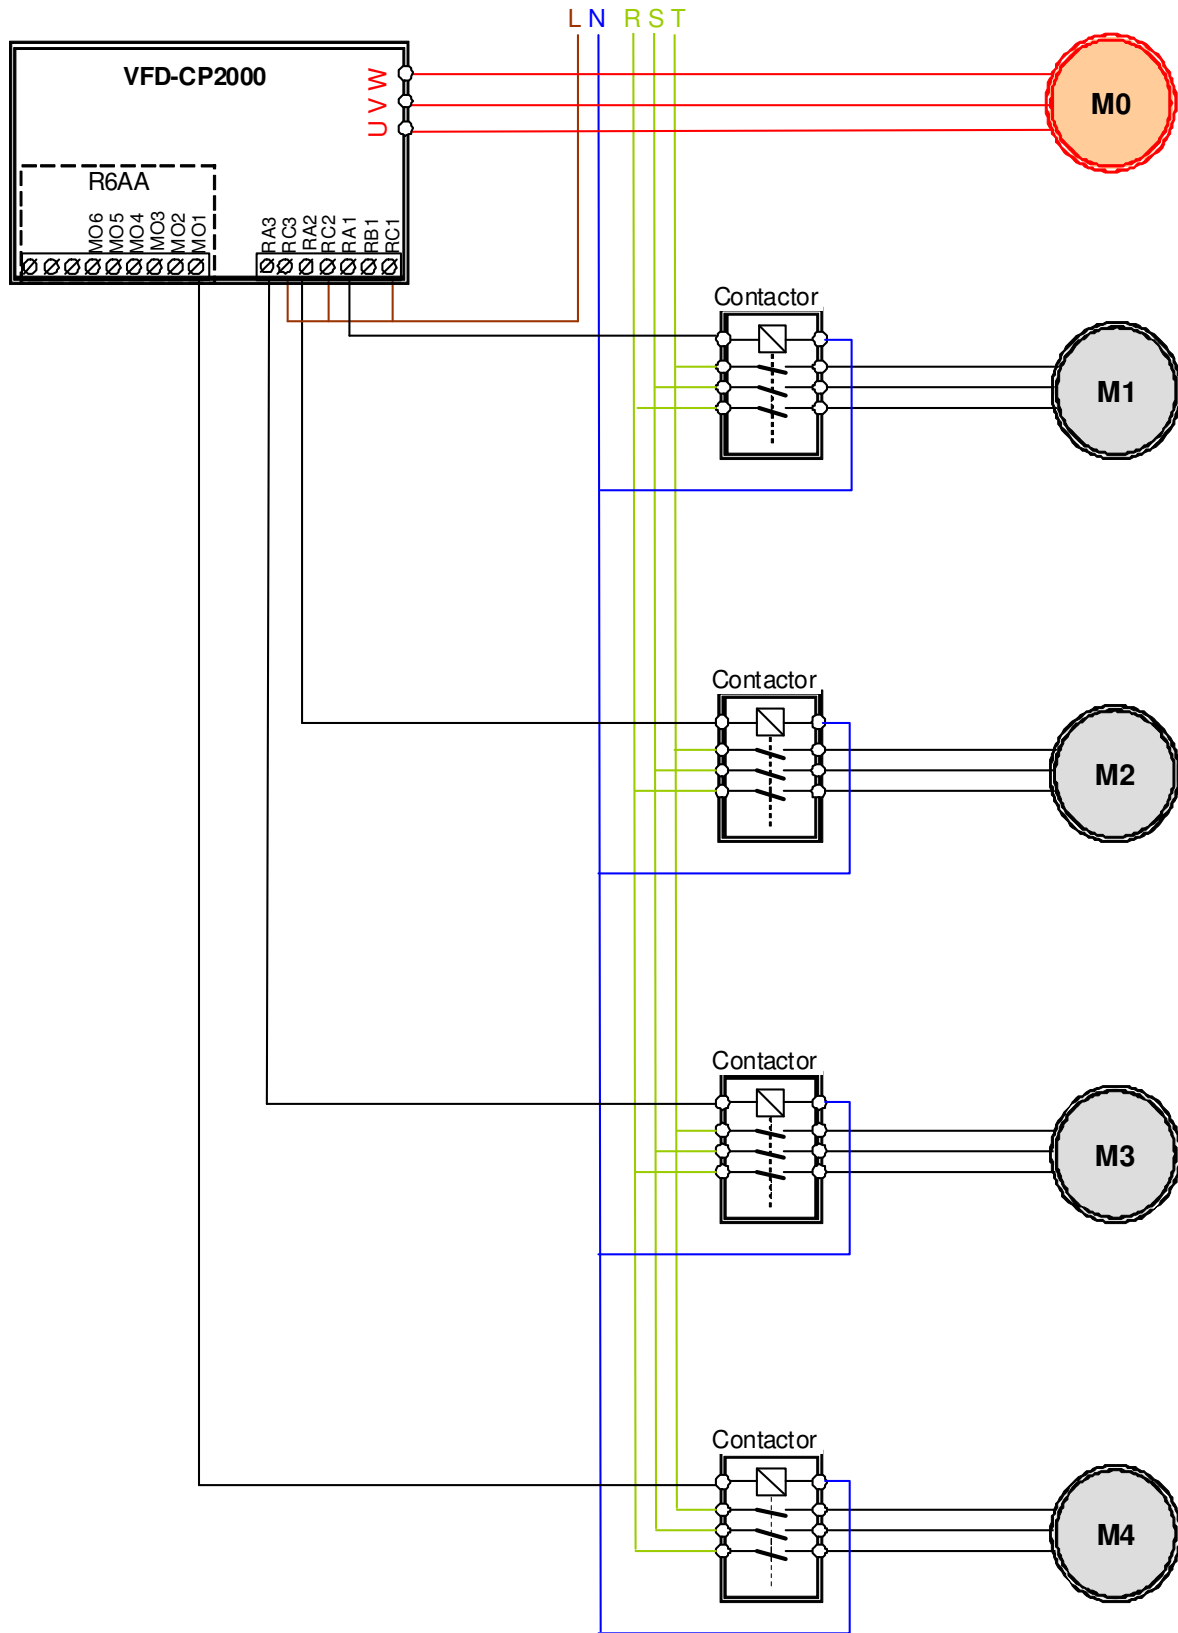 L N R S T
VFD-CP2000
U V W
M0
R6AA
MO6
MO5
MO4
MO3
MO2
MO1
RA3
RC3
RA2
RC2
RA1
RB1
RC1
Contactor
M1
Contactor
M2
Contactor
M3
Contactor
M4